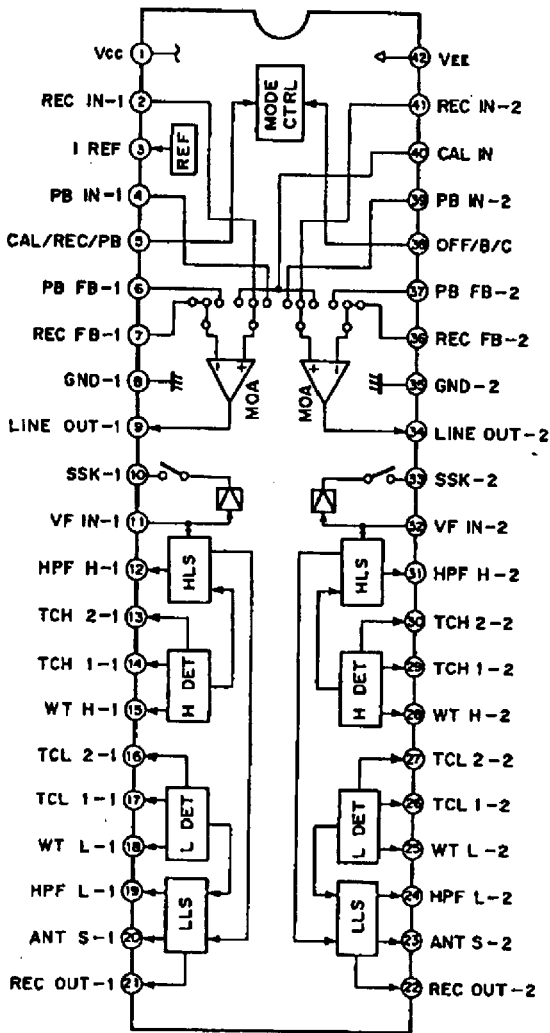 Vcc 1
REC IN-1 2
I REF 3
PB IN-1 4
CAL/REC/PB 5
PB FB-1 6
REC FB-1 7
GND-1 8
LINE OUT-1 9
SSK-1 10
VF IN-1 11
HPF H-1 12
TCH 2-1 13
TCH 1-1 14
WT H-1 15
TCL 2-1 16
TCL 1-1 17
WT L-1 18
HPF L-1 19
ANT S-1 20
REC OUT-1 21
MODE CTRL
REF
- +
MOA
+ -
MOA
HLS
H DET
L DET
LLS
HLS
H DET
L DET
LLS
42 VEE
41 REC IN-2
40 CAL IN
39 PB IN-2
38 OFF/B/C
37 PB FB-2
36 REC FB-2
35 GND-2
34 LINE OUT-2
33 SSK-2
32 VF IN-2
31 HPF H-2
30 TCH 2-2
29 TCH 1-2
28 WT H-2
27 TCL 2-2
26 TCL 1-2
25 WT L-2
24 HPF L-2
23 ANT S-2
22 REC OUT-2